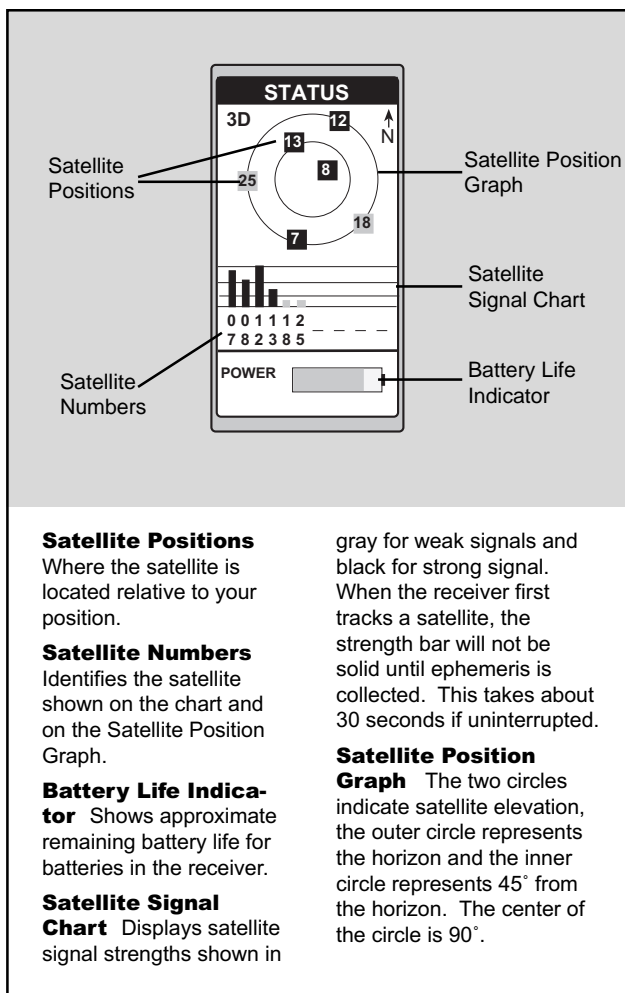 STATUS
3D
12
N
13
8
25
18
7
Satellite
Positions
Satellite Position
Graph
Satellite
Signal Chart
0 0 1 1 1 2
7 8 2 3 8 5
Satellite
Numbers
POWER
Battery Life
Indicator
Satellite Positions
Where the satellite is
located relative to your
position.
Satellite Numbers
Identifies the satellite
shown on the chart and
on the Satellite Position
Graph.
Battery Life Indica-
tor Shows approximate
remaining battery life for
batteries in the receiver.
Satellite Signal
Chart Displays satellite
signal strengths shown in
gray for weak signals and
black for strong signal.
When the receiver first
tracks a satellite, the
strength bar will not be
solid until ephemeris is
collected. This takes about
30 seconds if uninterrupted.
Satellite Position
Graph The two circles
indicate satellite elevation,
the outer circle represents
the horizon and the inner
circle represents 45˚ from
the horizon. The center of
the circle is 90˚.